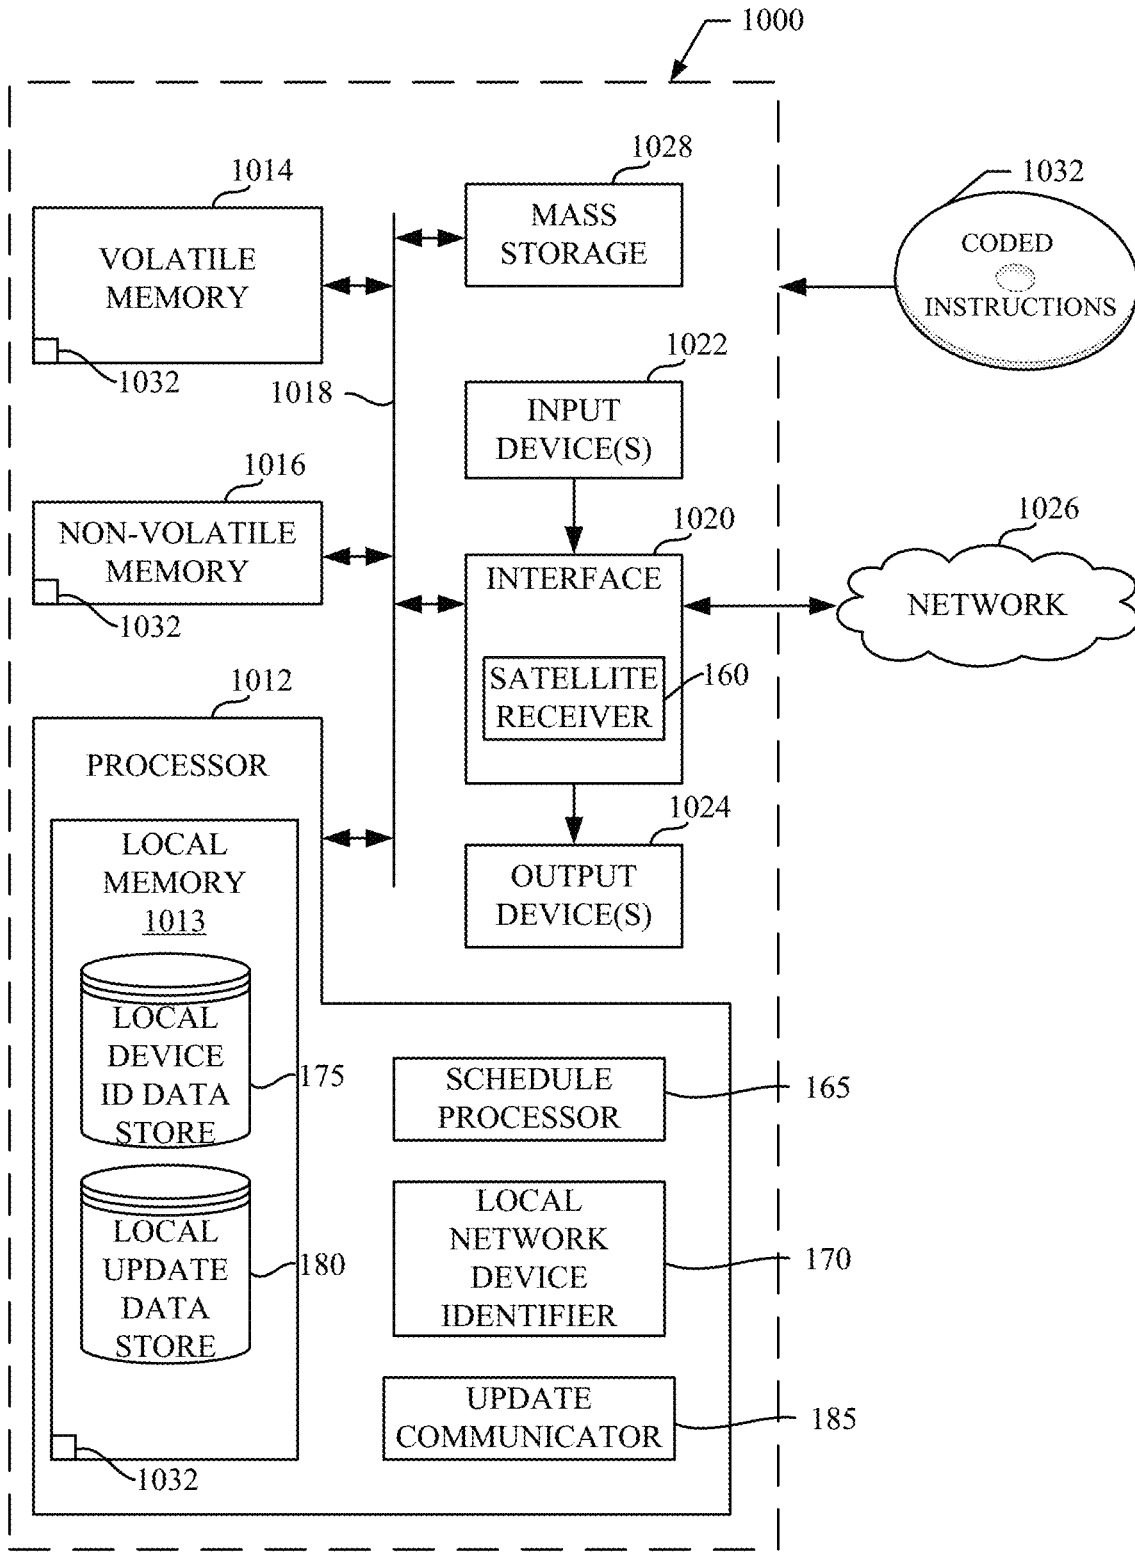 1000
1028
MASS
STORAGE
1014
VOLATILE
MEMORY
1032
1032
CODED
INSTRUCTIONS
1018
1022
INPUT
DEVICE(S)
1016
NON-VOLATILE
MEMORY
1032
1020
INTERFACE
SATELLITE
RECEIVER
160
1026
NETWORK
1012
PROCESSOR
1024
OUTPUT
DEVICE(S)
LOCAL
MEMORY
1013
LOCAL
DEVICE
ID DATA
STORE
175
LOCAL
UPDATE
DATA
STORE
180
1032
SCHEDULE
PROCESSOR
165
LOCAL
NETWORK
DEVICE
IDENTIFIER
170
UPDATE
COMMUNICATOR
185